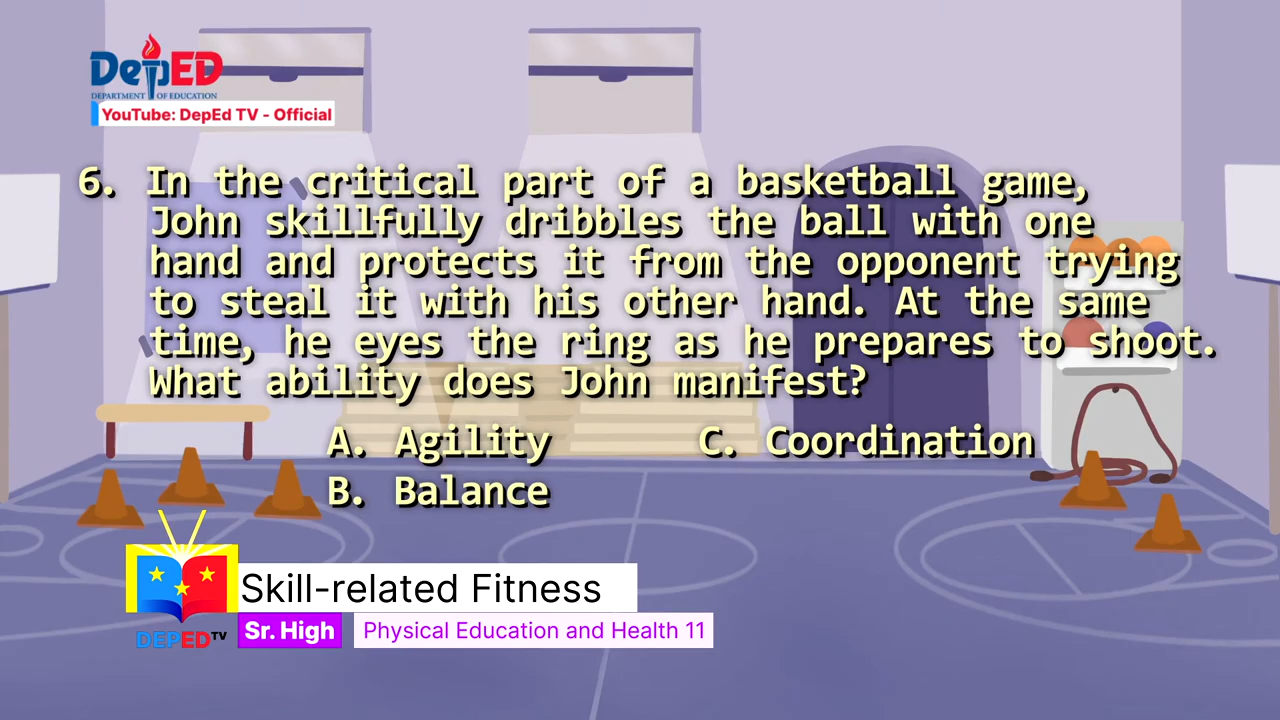 DepED
DEPARTMENT OF EDUCATION
YouTube: DepEd TV - Official
6. In the critical part of a basketball game,
John skillfully dribbles the ball with one
hand and protects it from the opponent trying
to steal it with his other hand. At the same
time, he eyes the ring as he prepares to shoot.
What ability does John manifest?
A. Agility C. Coordination
B. Balance
Skill-related Fitness
DEPED TV
Sr. High Physical Education and Health 11